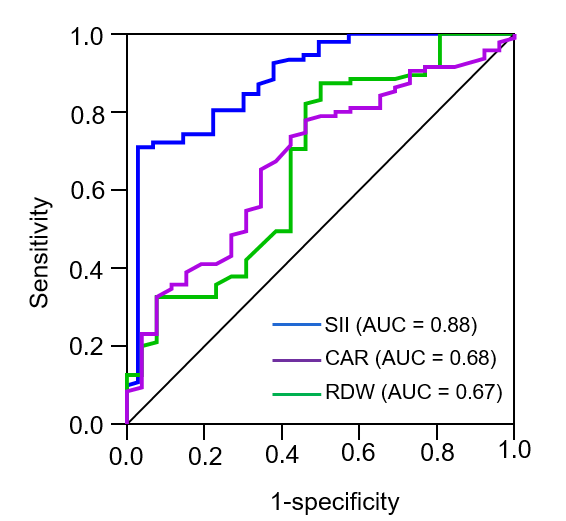 1.0
0.8
0.6
0.4
0.2
0.0
Sensitivity
SII (AUC = 0.88)
CAR (AUC = 0.68)
RDW (AUC = 0.67)
0.0 0.2 0.4 0.6 0.8 1.0
1-specificity